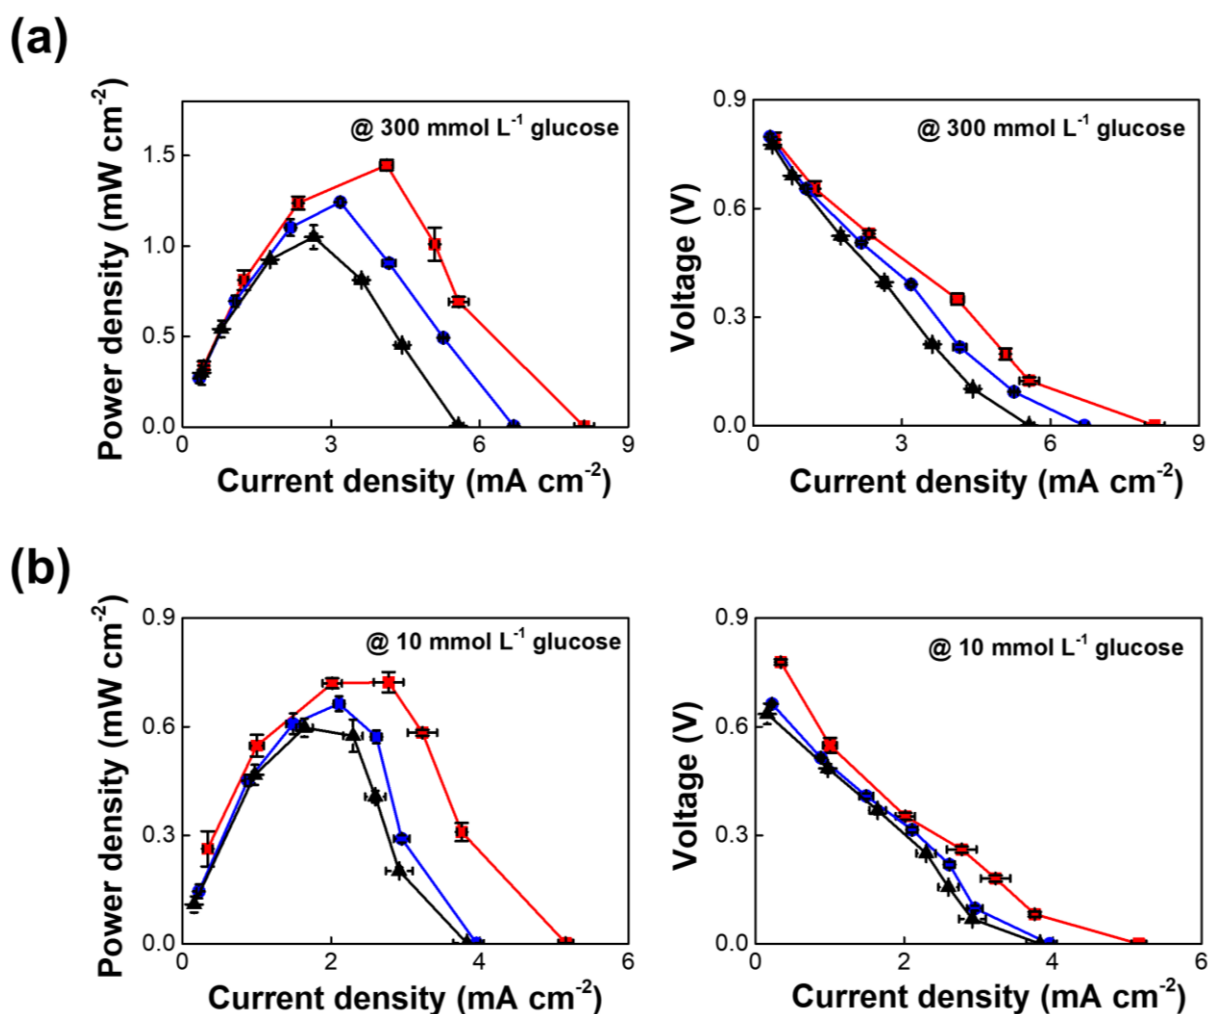 (a)
Power density (mW cm⁻²)
1.5
1.0
0.5
0.0
@ 300 mmol L⁻¹ glucose
0 3 6 9
Current density (mA cm⁻²)
Voltage (V)
0.9
0.6
0.3
0.0
@ 300 mmol L⁻¹ glucose
0 3 6 9
Current density (mA cm⁻²)
(b)
Power density (mW cm⁻²)
0.9
0.6
0.3
0.0
@ 10 mmol L⁻¹ glucose
0 2 4 6
Current density (mA cm⁻²)
Voltage (V)
0.9
0.6
0.3
0.0
@ 10 mmol L⁻¹ glucose
0 2 4 6
Current density (mA cm⁻²)